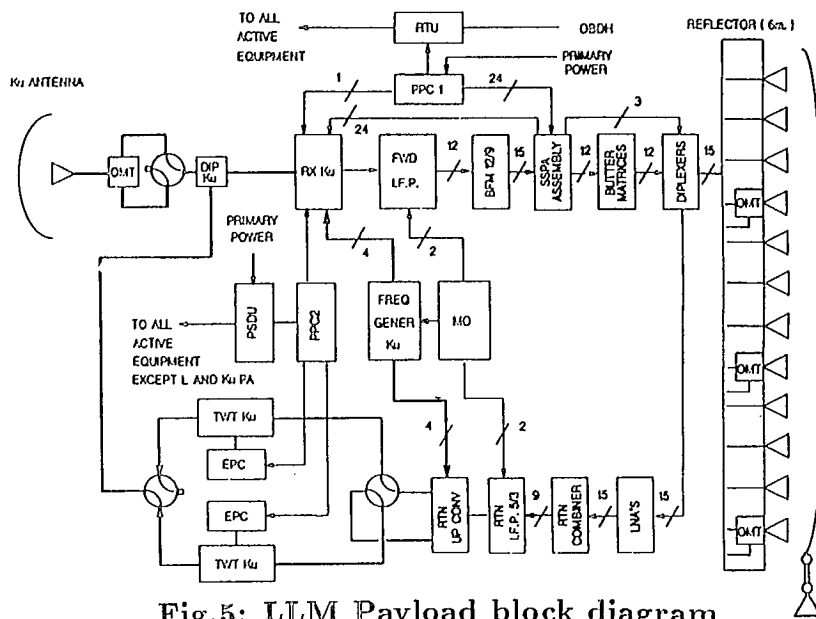 TO ALL
ACTIVE
EQUIPMENT
RTU
OBDH
REFLECTOR (6m.)
PRIMARY
POWER
Ku ANTENNA
1
PPC 1
24
3
24
OMT
DIP
Ku
RX Ku
FWD
I.F.P.
12
BFM 12/9
15
SSPA
ASSEMBLY
12
BUTTER
MATRICES
12
DIPLEXERS
15
OMT
PRIMARY
POWER
4
2
PSDU
PPC2
FREQ
GENER
Ku
MO
TO ALL
ACTIVE
EQUIPMENT
EXCEPT L AND Ku PA
OMT
TWT Ku
EPC
4
2
EPC
TWT Ku
RTN
UP CONV
RTN
I.F.P. 5/3
9
RTN
COMBINER
15
LNA'S
15
OMT
Fig.5: LLM Payload block diagram